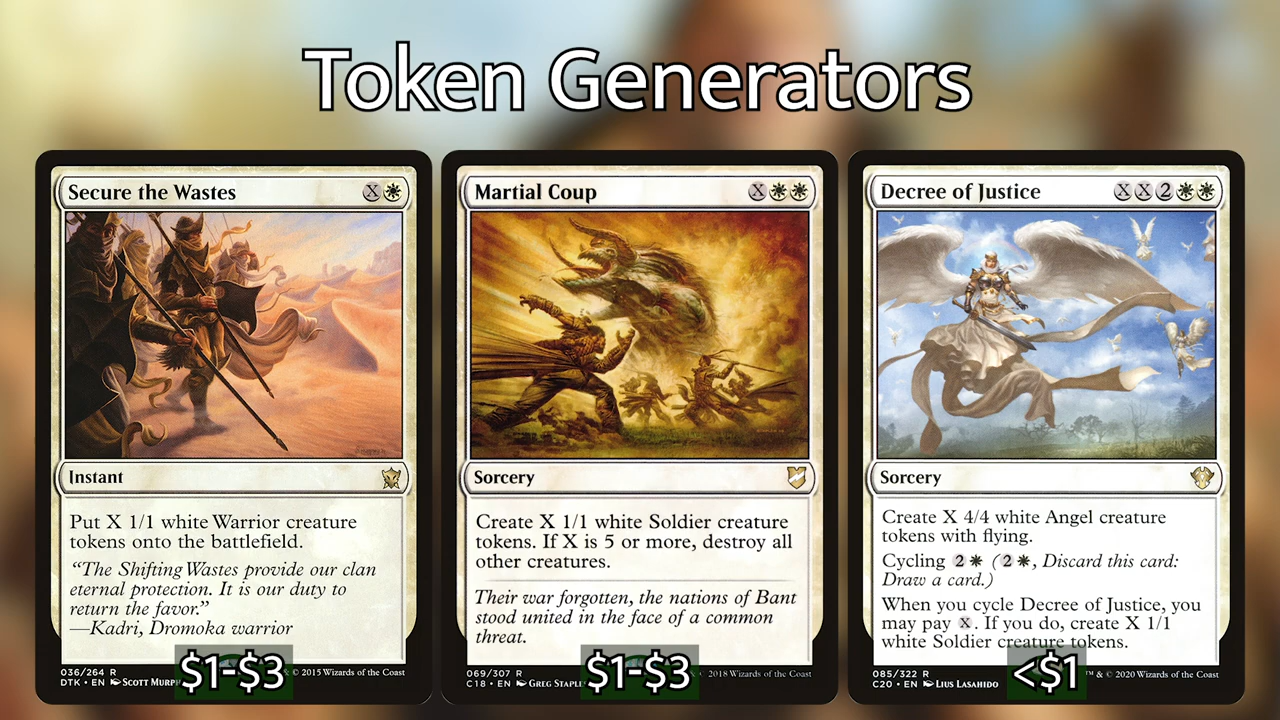 Token Generators
Secure the Wastes X
Instant
Put X 1/1 white Warrior creature
tokens onto the battlefield.
"The Shifting Wastes provide our clan
eternal protection. It is our duty to
return the favor."
—Kadri, Dromoka warrior
036/264 R
DTK • EN SCOTT MURP
© 2015 Wizards of the Coast
$1-$3
Martial Coup X
Sorcery
Create X 1/1 white Soldier creature
tokens. If X is 5 or more, destroy all
other creatures.
Their war forgotten, the nations of Bant
stood united in the face of a common
threat.
069/307 R
C18 • EN GREG STAPLE
2018 Wizards of the Coast
$1-$3
Decree of Justice X X 2
Sorcery
Create X 4/4 white Angel creature
tokens with flying.
Cycling 2 (2, Discard this card:
Draw a card.)
When you cycle Decree of Justice, you
may pay X. If you do, create X 1/1
white Soldier creature tokens.
085/322 R
C20 • EN LIUS LASAHIDO
™ & © 2020 Wizards of the Coast
<$1